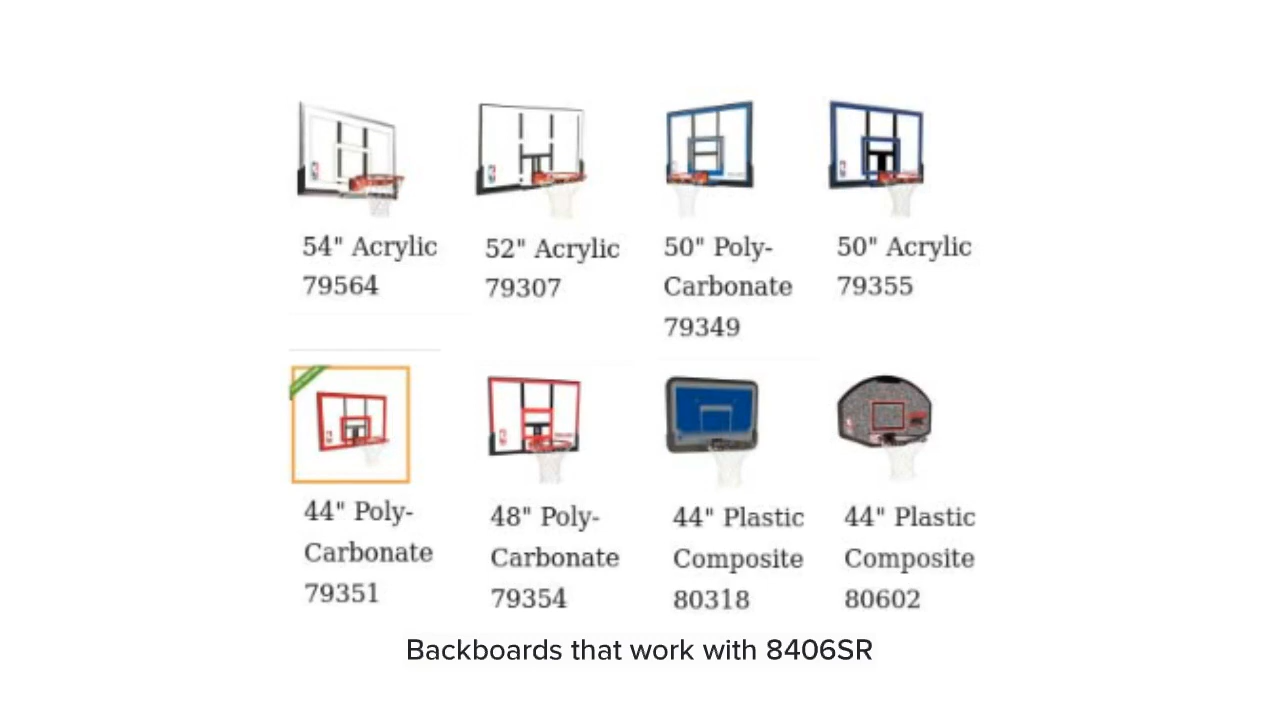 54" Acrylic
79564
52" Acrylic
79307
50" Poly-
Carbonate
79349
50" Acrylic
79355
44" Poly-
Carbonate
79351
48" Poly-
Carbonate
79354
44" Plastic
Composite
80318
44" Plastic
Composite
80602
Backboards that work with 8406SR